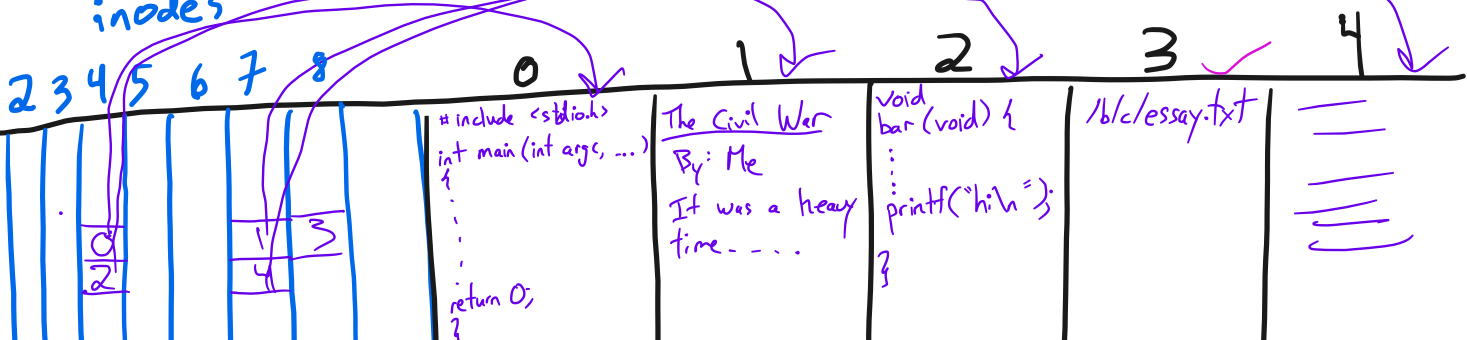 inodes
2 3 4 5 6 7 8 0 1 2 3 4
0
2
1 3
4
#include <stdio.h>
int main(int argc, ...)
{
return 0;
}
The Civil War
By: Me
It was a heavy
time.....
void
bar(void) {
printf("hi\n");
}
/b/c/essay.txt